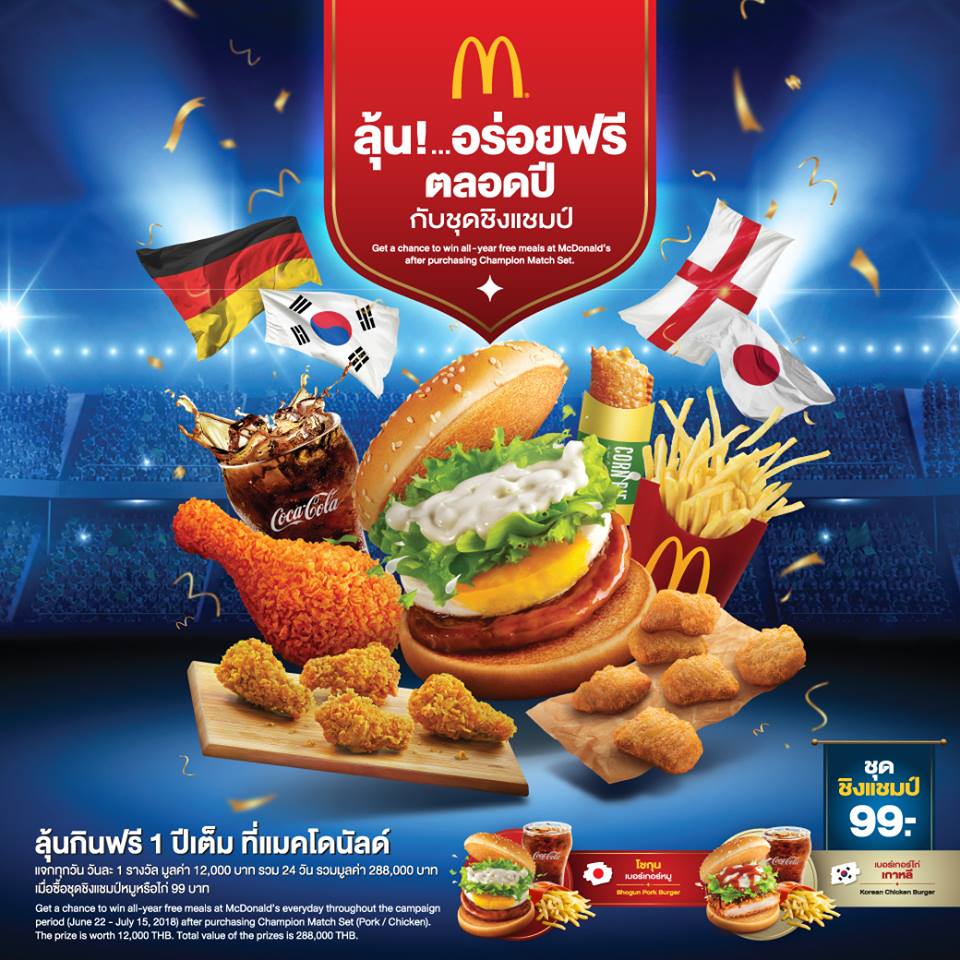 ลุ้น!...อร่อยฟรี
ตลอดปี
กับชุดชิงแชมป์
Get a chance to win all-year free meals at McDonald's
after purchasing Champion Match Set.
Coca-Cola
CORN PIE
ชุด
ชิงแชมป์
99.-
ลุ้นกินฟรี 1 ปีเต็ม ที่แมคโดนัลด์
แจกทุกวัน วันละ 1 รางวัล มูลค่า 12,000 บาท รวม 24 วัน รวมมูลค่า 288,000 บาท
เมื่อซื้อชุดชิงแชมป์หมูหรือไก่ 99 บาท
Get a chance to win all-year free meals at McDonald's everyday throughout the campaign
period (June 22 - July 15, 2018) after purchasing Champion Match Set (Pork / Chicken).
The prize is worth 12,000 THB. Total value of the prizes is 288,000 THB.
Coca-Cola
โชกุน
เบอร์เกอร์หมู
Shogun Pork Burger
Coca-Cola
เบอร์เกอร์ไก่
เกาหลี
Korean Chicken Burger